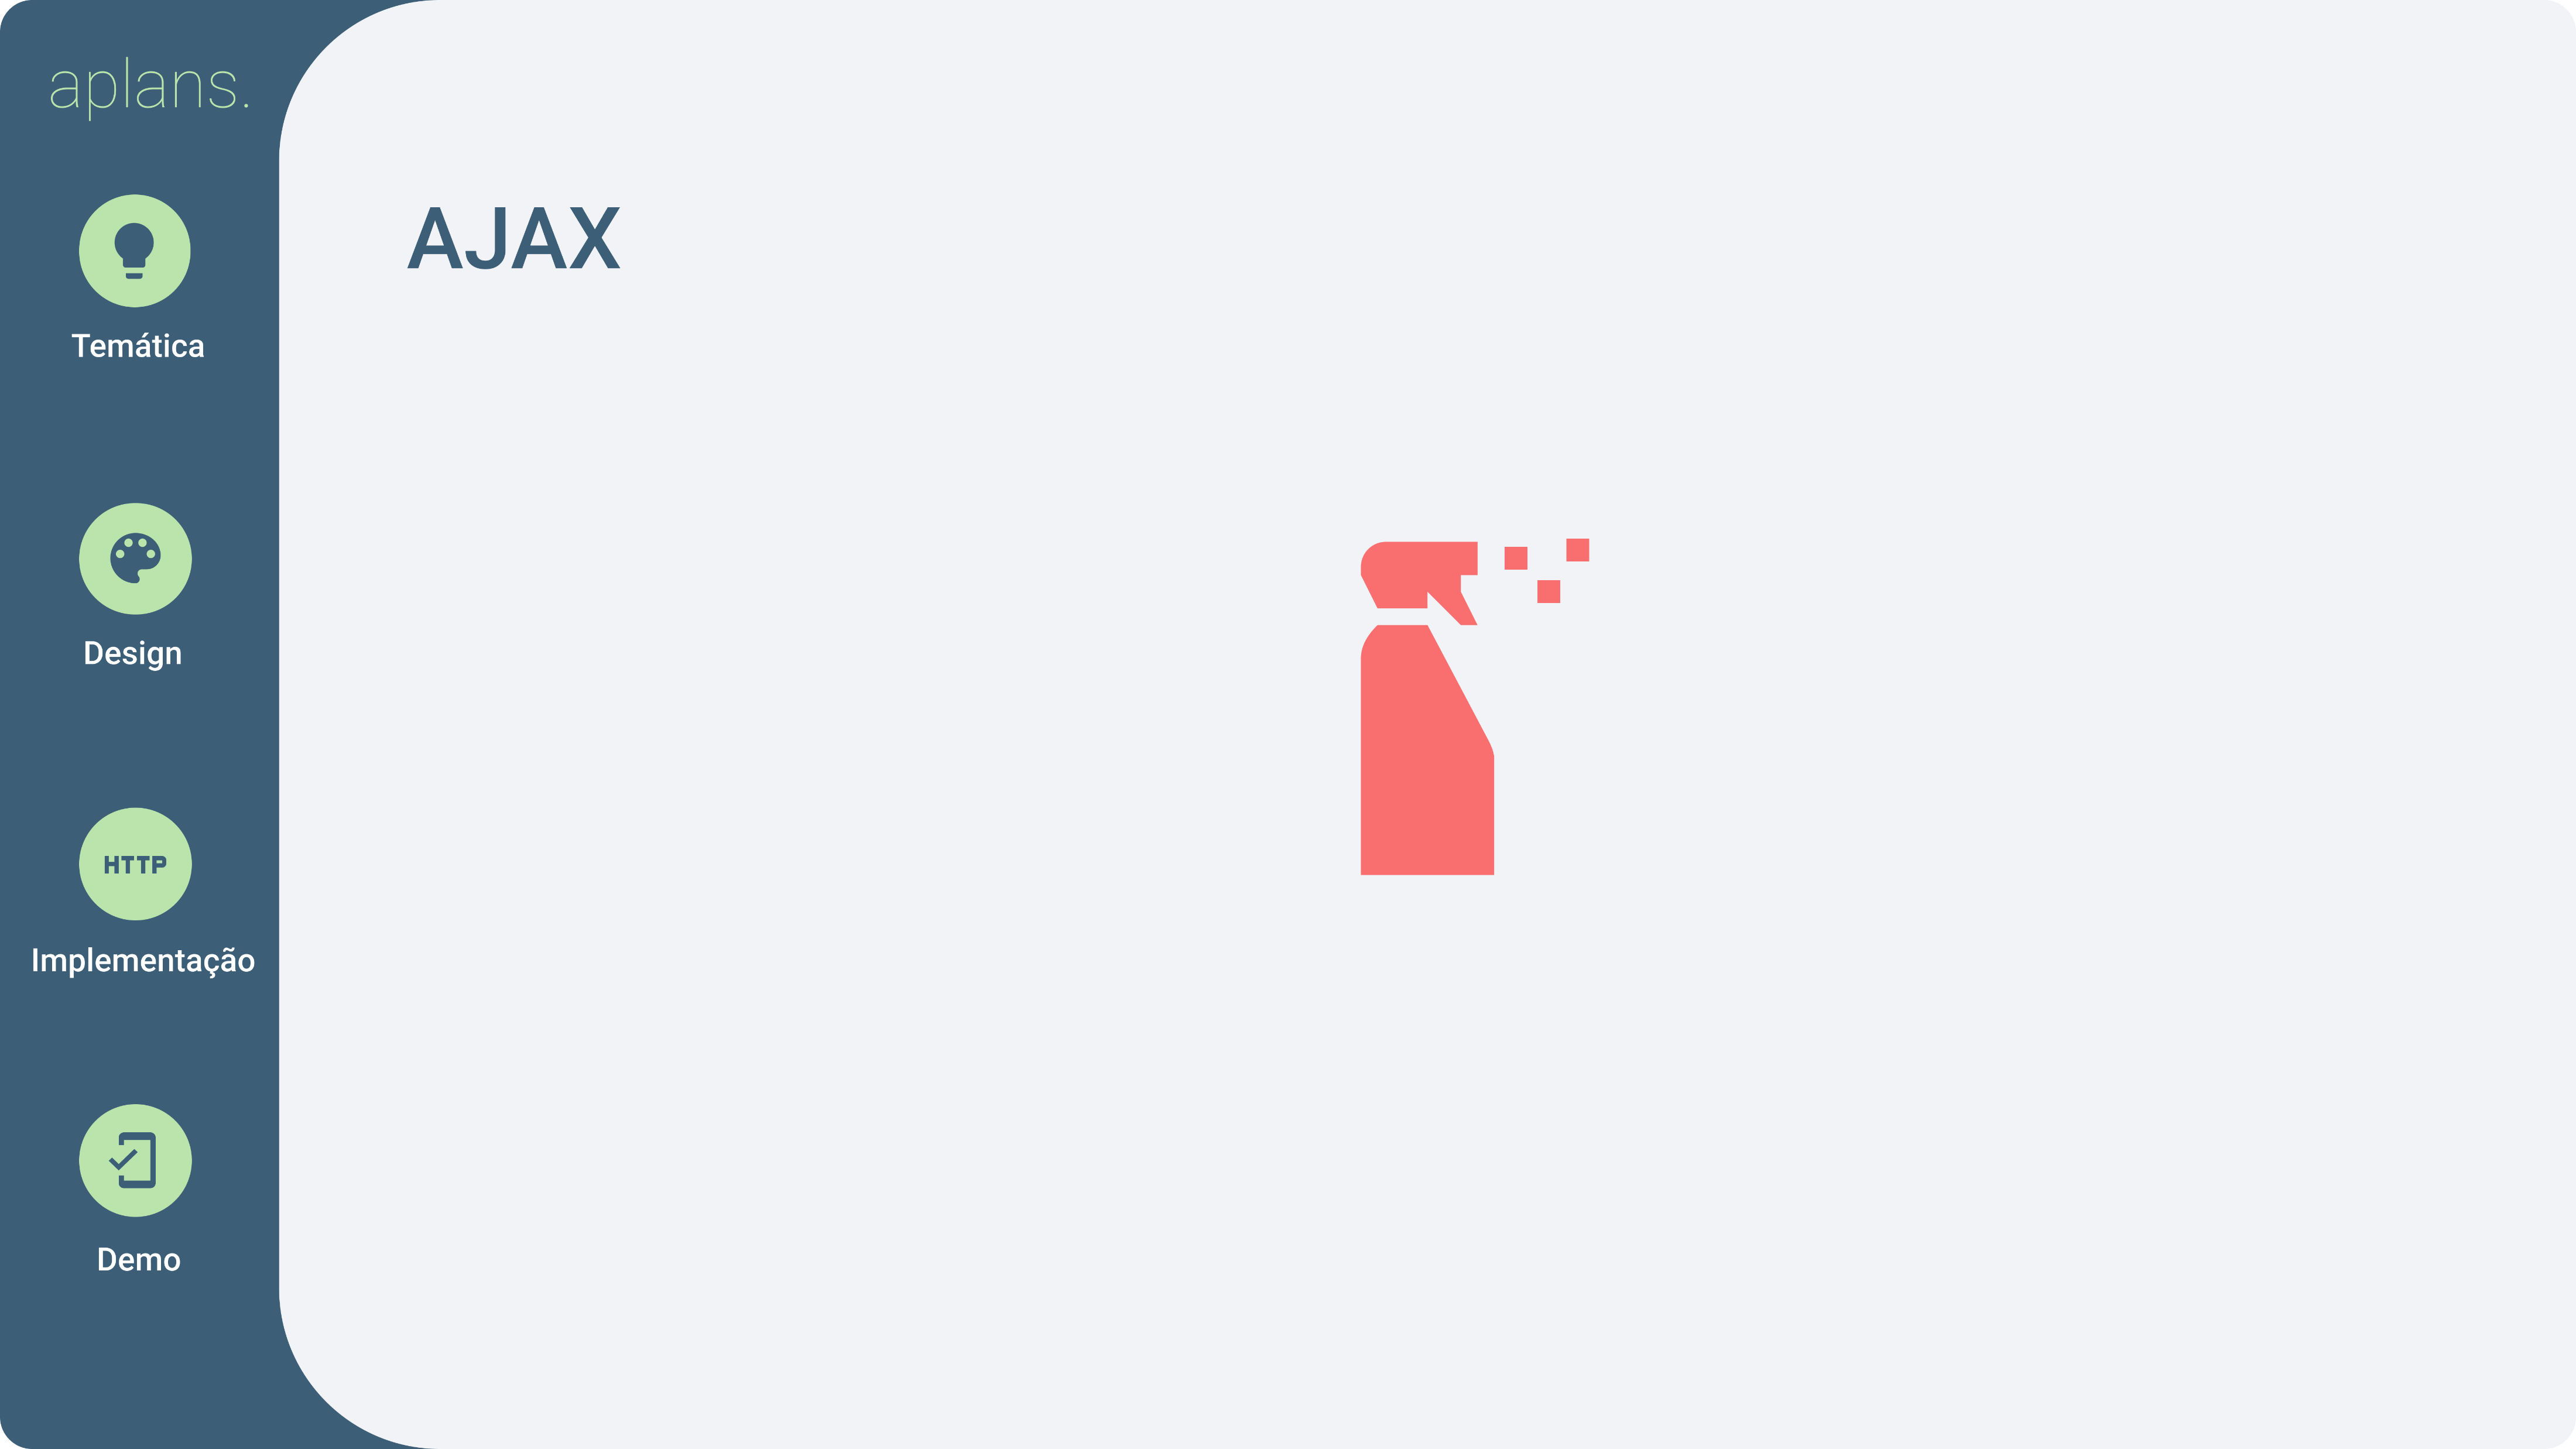 aplans.
Temática
Design
HTTP
Implementação
Demo
AJAX